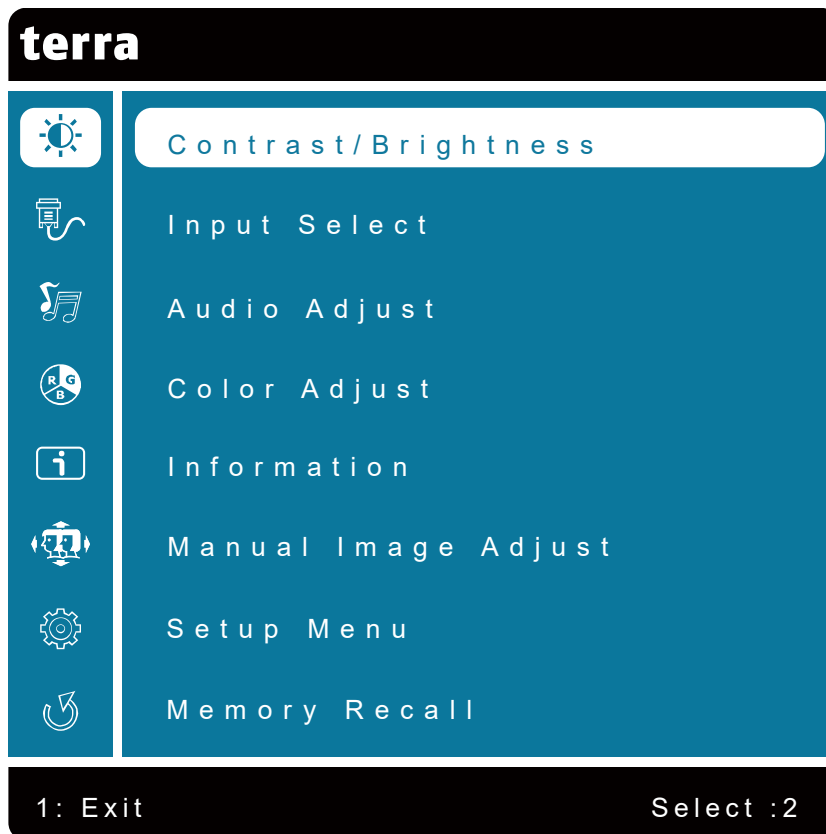 terra
Contrast/Brightness
Input Select
Audio Adjust
R G
B
Color Adjust
i
Information
Manual Image Adjust
Setup Menu
Memory Recall
1: Exit
Select :2